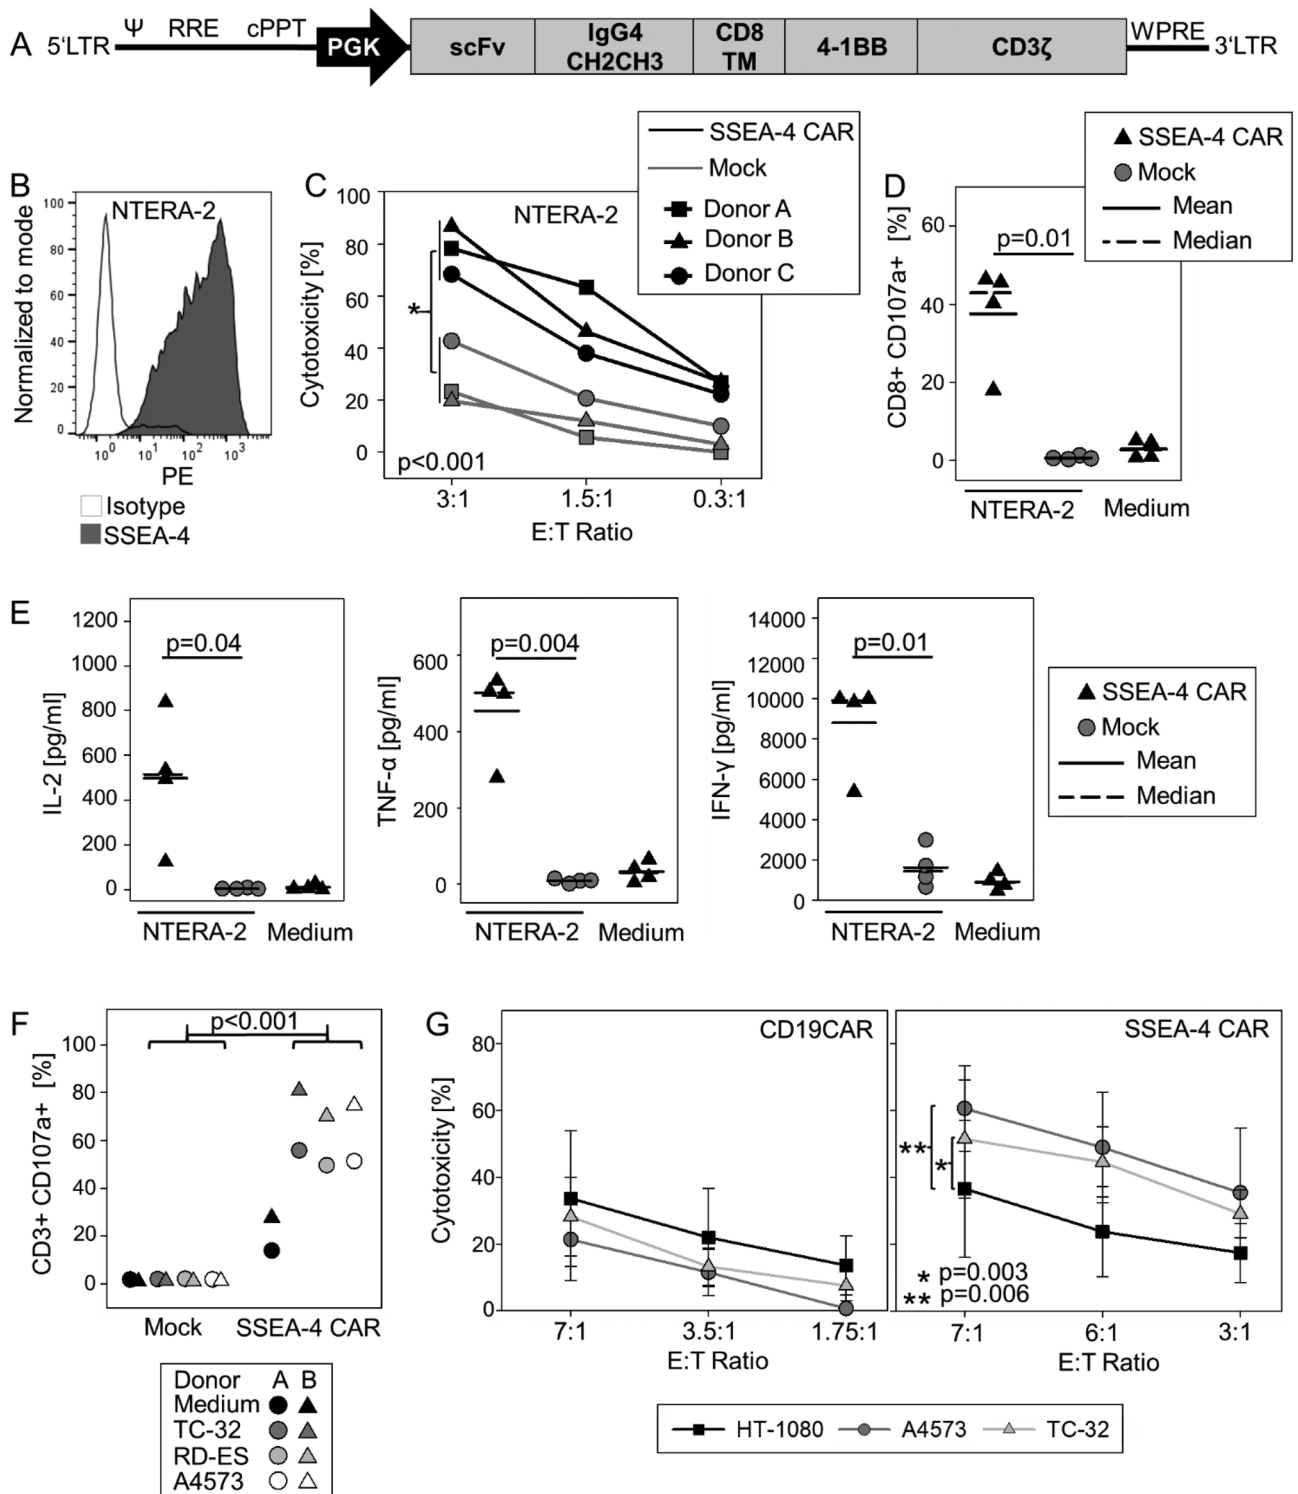 A
5‘LTR
Ψ RRE cPPT
PGK
scFv
IgG4
CH2CH3
CD8
TM
4-1BB
CD3ζ
WPRE
3‘LTR
B
Normalized to mode
100
80
60
40
20
0
NTERA-2
10^0 10^1 10^2 10^3
PE
Isotype
SSEA-4
C
Cytotoxicity [%]
100
80
60
40
20
0
NTERA-2
*
p<0.001
3:1 1.5:1 0.3:1
E:T Ratio
SSEA-4 CAR
Mock
Donor A
Donor B
Donor C
D
CD8+ CD107a+ [%]
60
40
20
0
p=0.01
NTERA-2 Medium
SSEA-4 CAR
Mock
Mean
Median
E
IL-2 [pg/ml]
1200
1000
800
600
400
200
0
p=0.04
NTERA-2 Medium
TNF-α [pg/ml]
600
400
200
0
p=0.004
NTERA-2 Medium
IFN-γ [pg/ml]
14000
12000
10000
8000
6000
4000
2000
0
p=0.01
NTERA-2 Medium
SSEA-4 CAR
Mock
Mean
Median
F
CD3+ CD107a+ [%]
100
80
60
40
20
0
p<0.001
Mock SSEA-4 CAR
Donor A B
Medium
TC-32
RD-ES
A4573
G
Cytotoxicity [%]
80
60
40
20
0
CD19CAR
7:1 3.5:1 1.75:1
E:T Ratio
SSEA-4 CAR
** *
* p=0.003
** p=0.006
7:1 6:1 3:1
E:T Ratio
HT-1080 A4573 TC-32